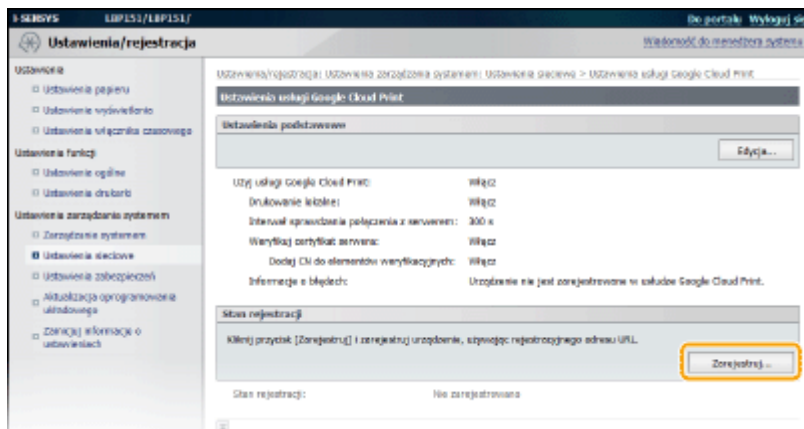 i-SENSYS LBP151/LBP151/ Do portalu Wyloguj się
Ustawienia/rejestracja Wiadomość do menedżera systemu
Ustawienia
Ustawienia papieru
Ustawienia wyświetlania
Ustawienia włącznika czasowego
Ustawienia funkcji
Ustawienia ogólne
Ustawienia drukarki
Ustawienia zarządzania systemem
Zarządzanie systemem
Ustawienia sieciowe
Ustawienia zabezpieczeń
Aktualizacja oprogramowania
układowego
Zaimportuj informacje o
ustawieniach
Ustawienia/rejestracja: Ustawienia zarządzania systemem: Ustawienia sieciowe > Ustawienia usługi Google Cloud Print
Ustawienia usługi Google Cloud Print
Ustawienia podstawowe
Edycja...
Użyj usługi Google Cloud Print: Włącz
Drukowanie lokalne: Włącz
Interwał sprawdzania połączenia z serwerem: 300 s
Weryfikuj certyfikat serwera: Włącz
Dodaj CN do elementów weryfikacyjnych: Włącz
Informacje o błędach: Urządzenie nie jest zarejestrowane w usłudze Google Cloud Print.
Stan rejestracji
Kliknij przycisk [Zarejestruj] i zarejestruj urządzenie, używając rejestracyjnego adresu URL.
Zarejestruj...
Stan rejestracji: Nie zarejestrowano